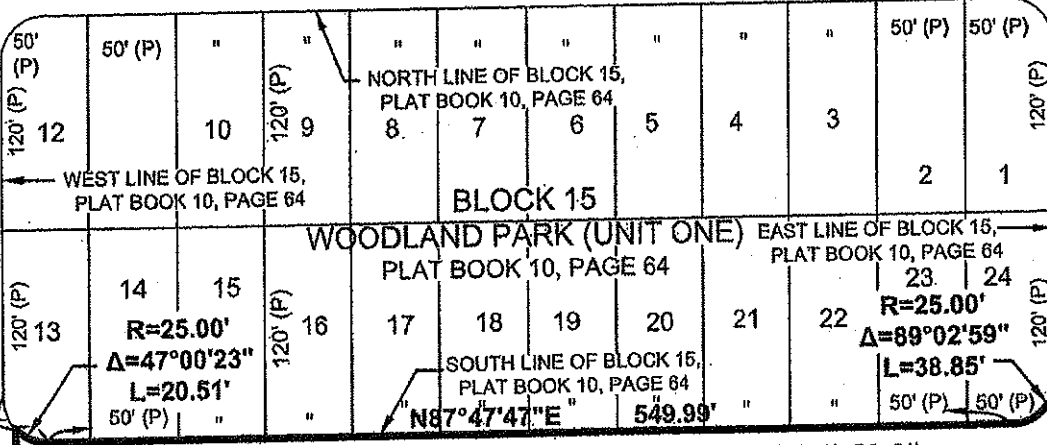 50' (P)
50' (P)
"
"
"
"
"
"
"
"
50' (P)
50' (P)
NORTH LINE OF BLOCK 15,
PLAT BOOK 10, PAGE 64
120' (P)
120' (P)
120' (P)
12
10
9
8
7
6
5
4
3
2
1
WEST LINE OF BLOCK 15,
PLAT BOOK 10, PAGE 64
BLOCK 15
WOODLAND PARK (UNIT ONE)
PLAT BOOK 10, PAGE 64
EAST LINE OF BLOCK 15,
PLAT BOOK 10, PAGE 64
120' (P)
120' (P)
120' (P)
13
14
15
16
17
18
19
20
21
22
23
24
R=25.00'
Δ=47°00'23"
L=20.51'
R=25.00'
Δ=89°02'59"
L=38.85'
SOUTH LINE OF BLOCK 15,
PLAT BOOK 10, PAGE 64
N87°47'47"E 549.99'
50' (P)
"
"
"
"
"
"
"
50' (P)
50' (P)